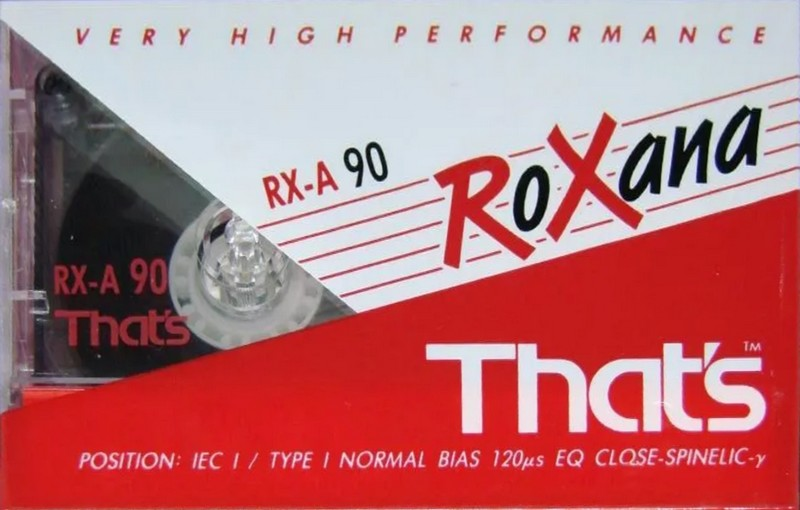 VERY HIGH PERFORMANCE
RX-A 90
RoXana
RX-A 90
That's
That's™
POSITION: IEC I / TYPE I NORMAL BIAS 120μs EQ CLOSE-SPINELIC-γ